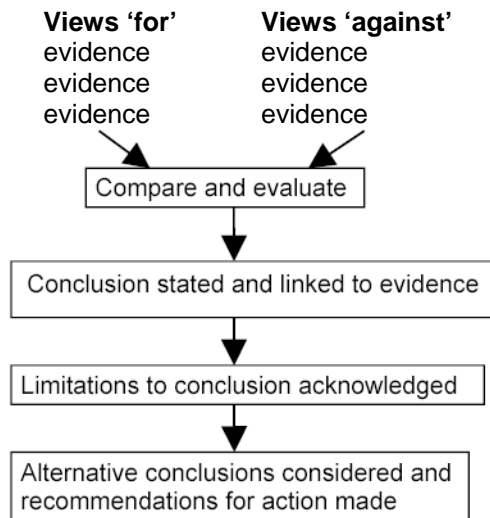 Views ‘for’
evidence
evidence
evidence
Views ‘against’
evidence
evidence
evidence
Compare and evaluate
Conclusion stated and linked to evidence
Limitations to conclusion acknowledged
Alternative conclusions considered and
recommendations for action made